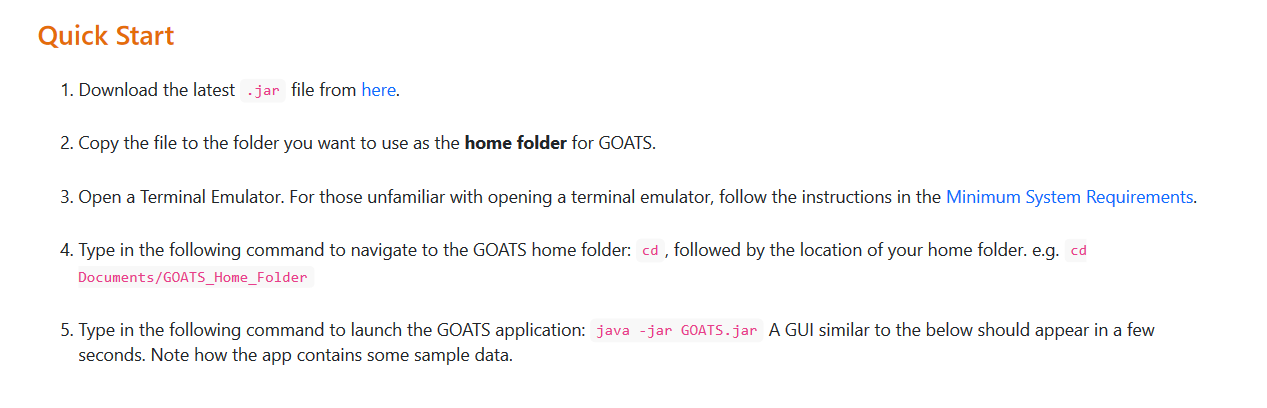 Quick Start
1. Download the latest .jar file from here.
2. Copy the file to the folder you want to use as the home folder for GOATS.
3. Open a Terminal Emulator. For those unfamiliar with opening a terminal emulator, follow the instructions in the Minimum System Requirements.
4. Type in the following command to navigate to the GOATS home folder: cd , followed by the location of your home folder. e.g. cd
Documents/GOATS_Home_Folder
5. Type in the following command to launch the GOATS application: java -jar GOATS.jar A GUI similar to the below should appear in a few
seconds. Note how the app contains some sample data.